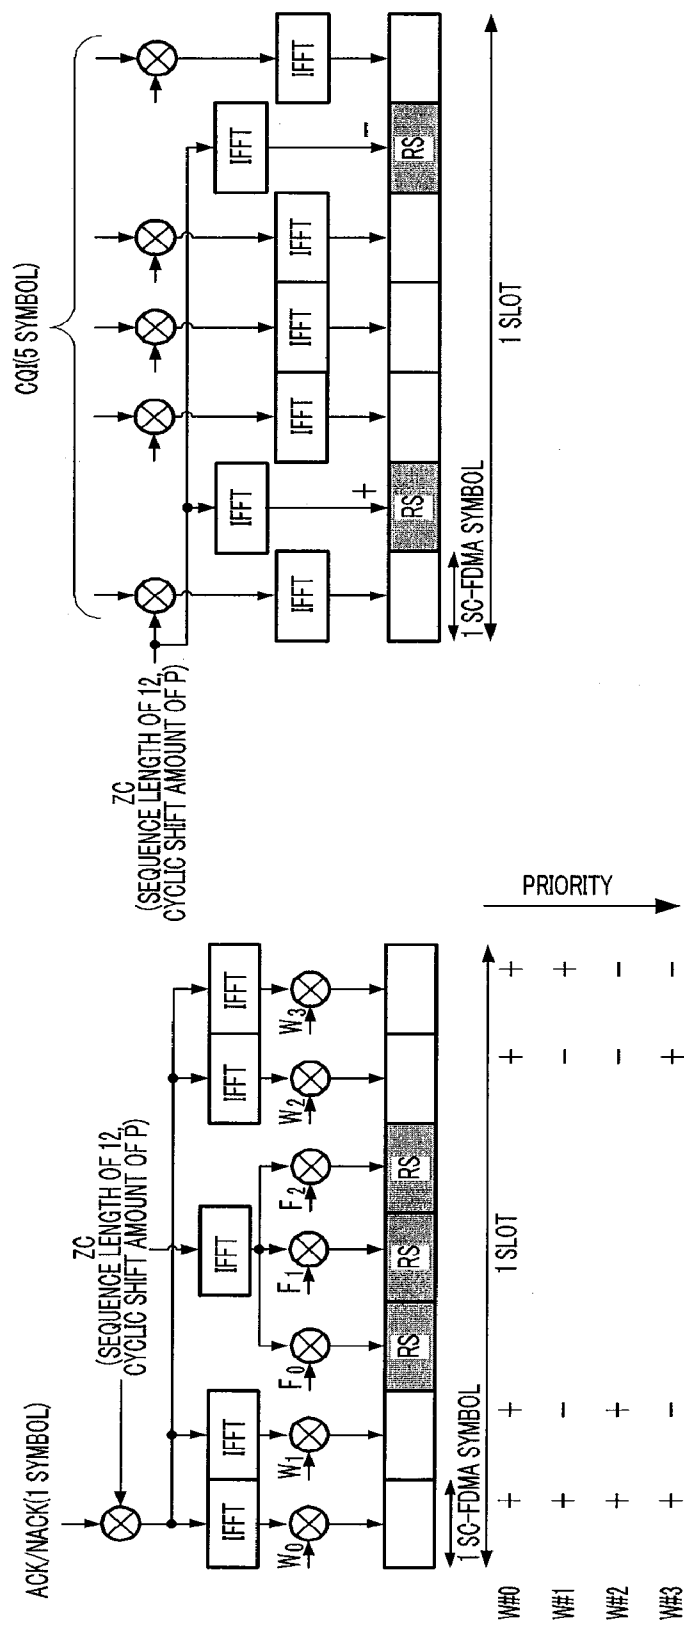 ACK/NACK(1 SYMBOL)
ZC
(SEQUENCE LENGTH OF 12,
CYCLIC SHIFT AMOUNT OF P)
IFFT IFFT IFFT IFFT IFFT
W0 W1 F0 F1 F2 W2 W3
RS RS RS
1 SC-FDMA SYMBOL
1SLOT
W#0 + + + +
W#1 + - - +
W#2 + + - -
W#3 + - + -
PRIORITY
CQI(5 SYMBOL)
ZC
(SEQUENCE LENGTH OF 12,
CYCLIC SHIFT AMOUNT OF P)
IFFT IFFT
IFFT IFFT IFFT IFFT IFFT
+ -
RS RS
1 SC-FDMA SYMBOL
1 SLOT